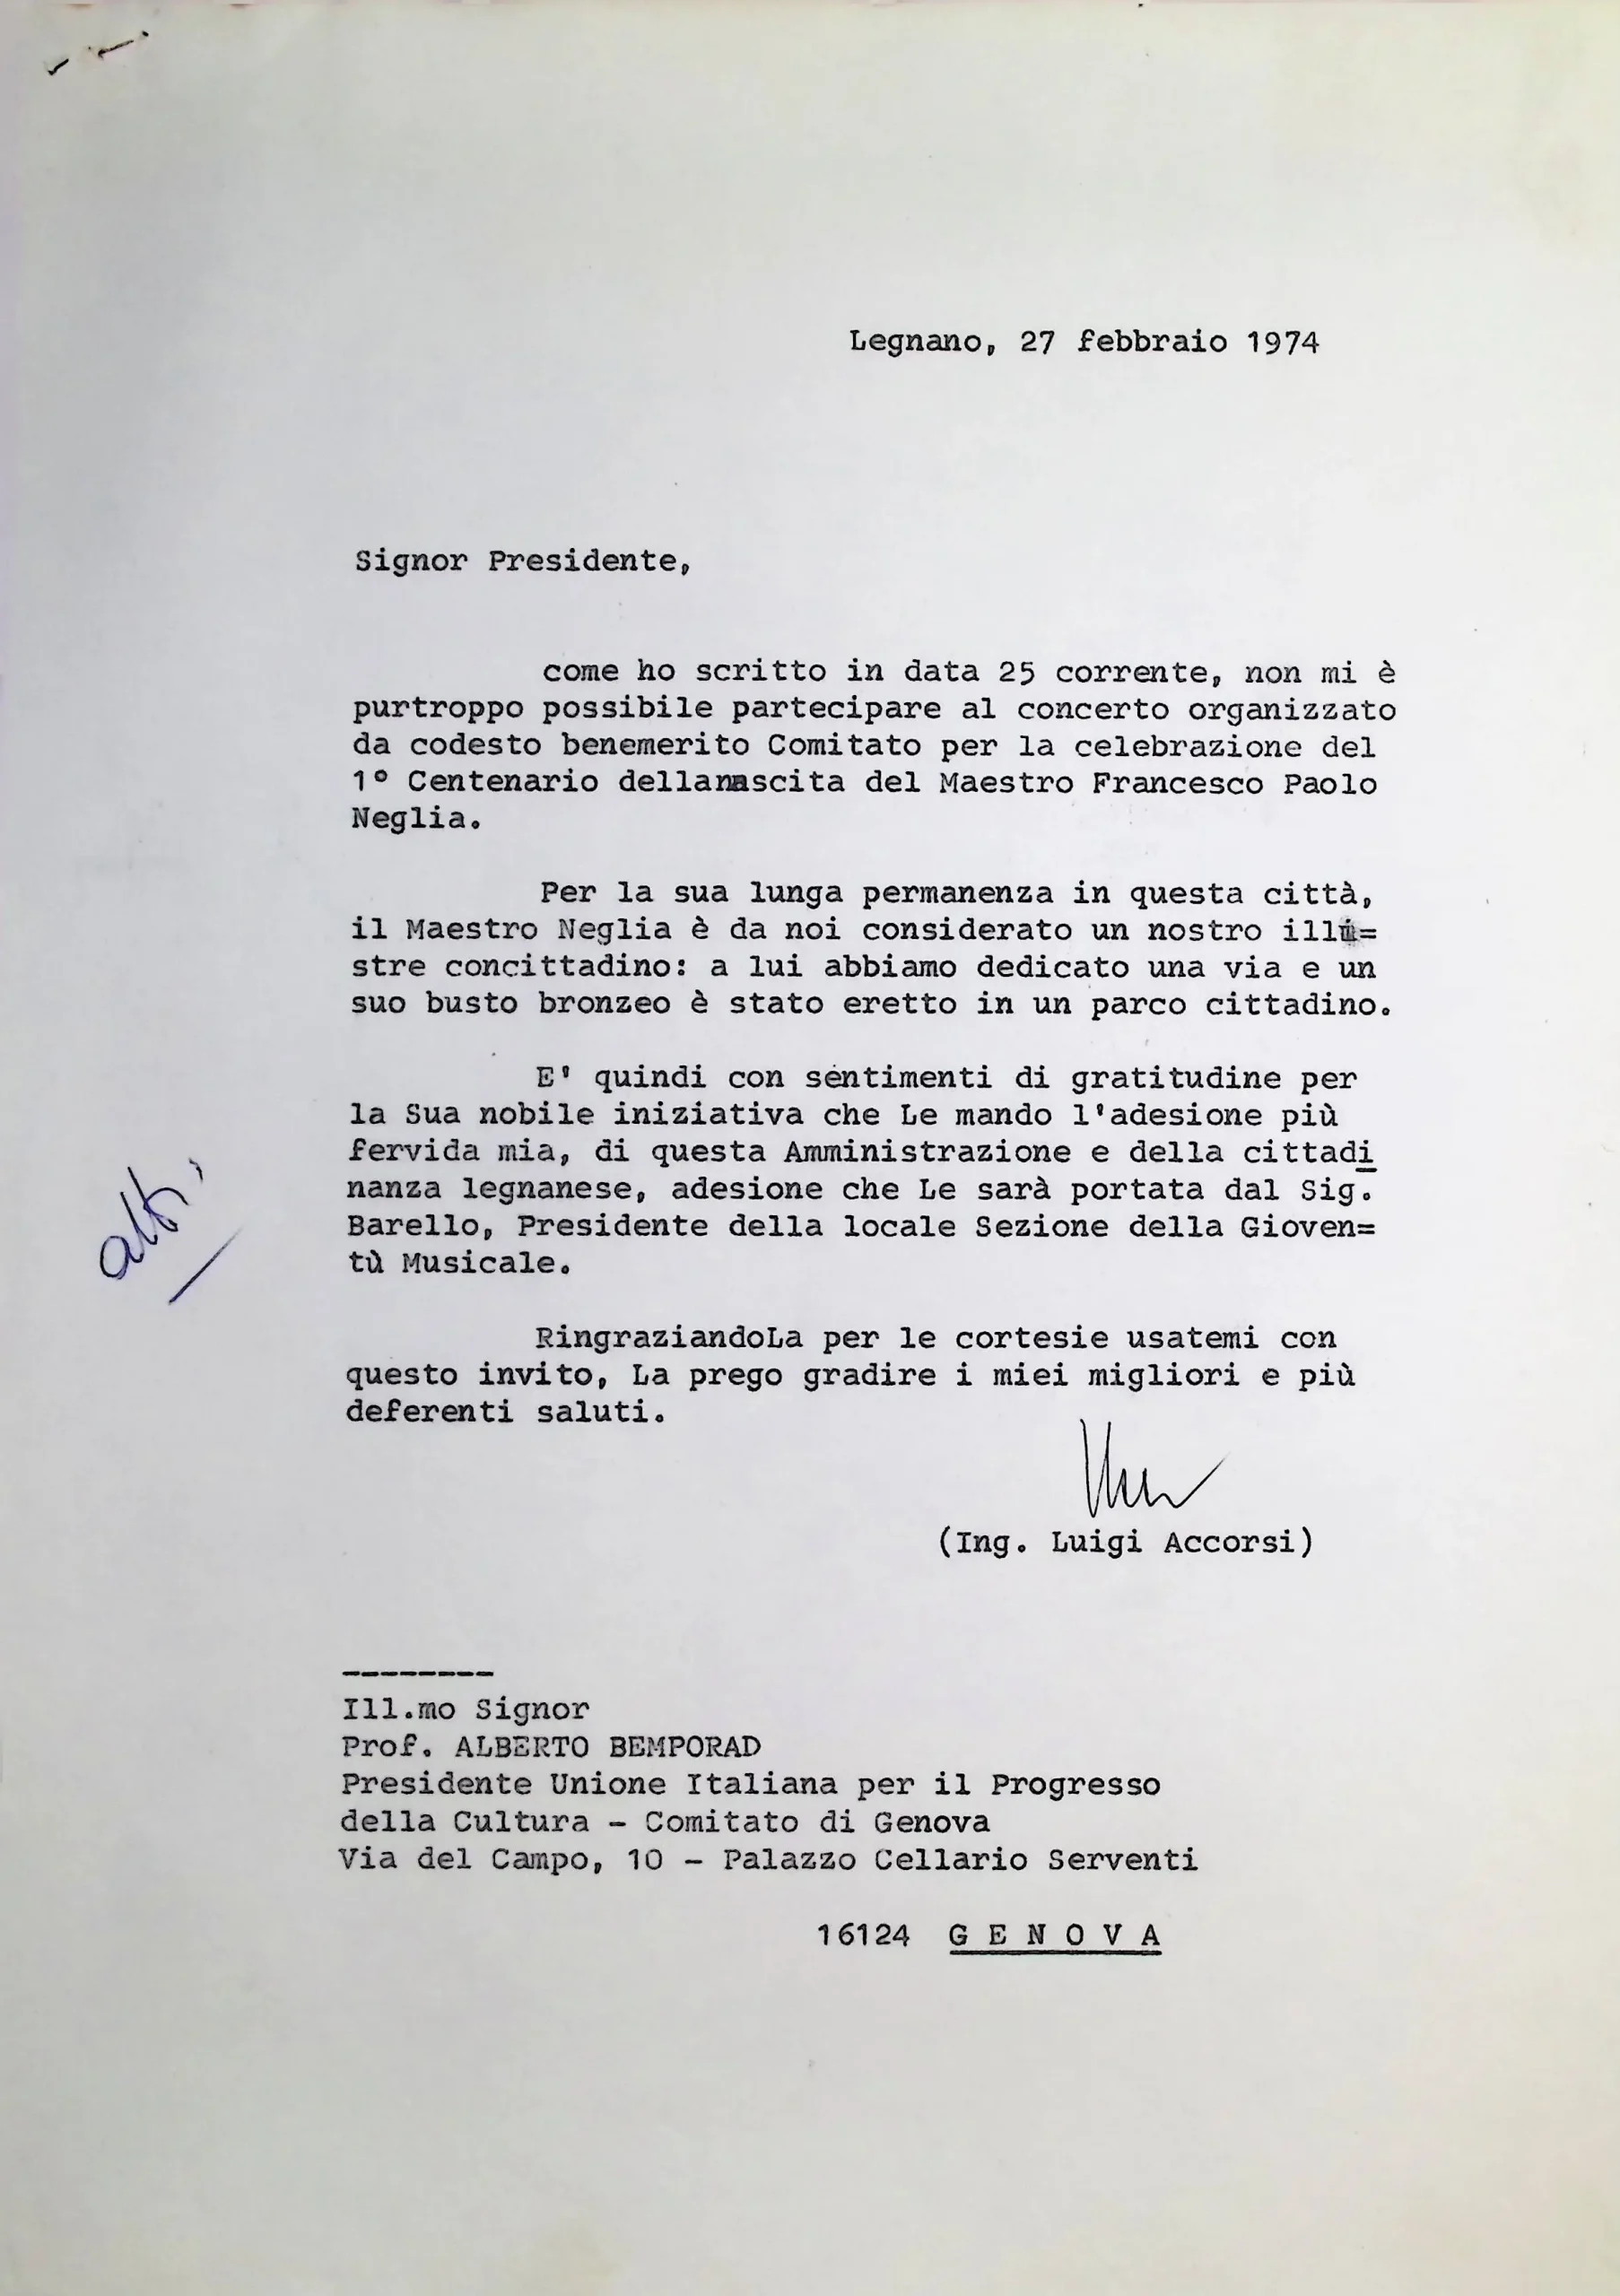 Legnano, 27 febbraio 1974
Signor Presidente,
come ho scritto in data 25 corrente, non mi è
purtroppo possibile partecipare al concerto organizzato
da codesto benemerito Comitato per la celebrazione del
1° Centenario dellanascita del Maestro Francesco Paolo
Neglia.
Per la sua lunga permanenza in questa città,
il Maestro Neglia è da noi considerato un nostro illu=
stre concittadino: a lui abbiamo dedicato una via e un
suo busto bronzeo è stato eretto in un parco cittadino.
E' quindi con sentimenti di gratitudine per
la Sua nobile iniziativa che Le mando l'adesione più
fervida mia, di questa Amministrazione e della cittadi
nanza legnanese, adesione che Le sarà portata dal Sig.
Barello, Presidente della locale Sezione della Gioven=
tù Musicale.
RingraziandoLa per le cortesie usatemi con
questo invito, La prego gradire i miei migliori e più
deferenti saluti.
(Ing. Luigi Accorsi)
--------
Ill.mo Signor
Prof. ALBERTO BEMPORAD
Presidente Unione Italiana per il Progresso
della Cultura - Comitato di Genova
Via del Campo, 10 - Palazzo Cellario Serventi
16124 G E N O V A